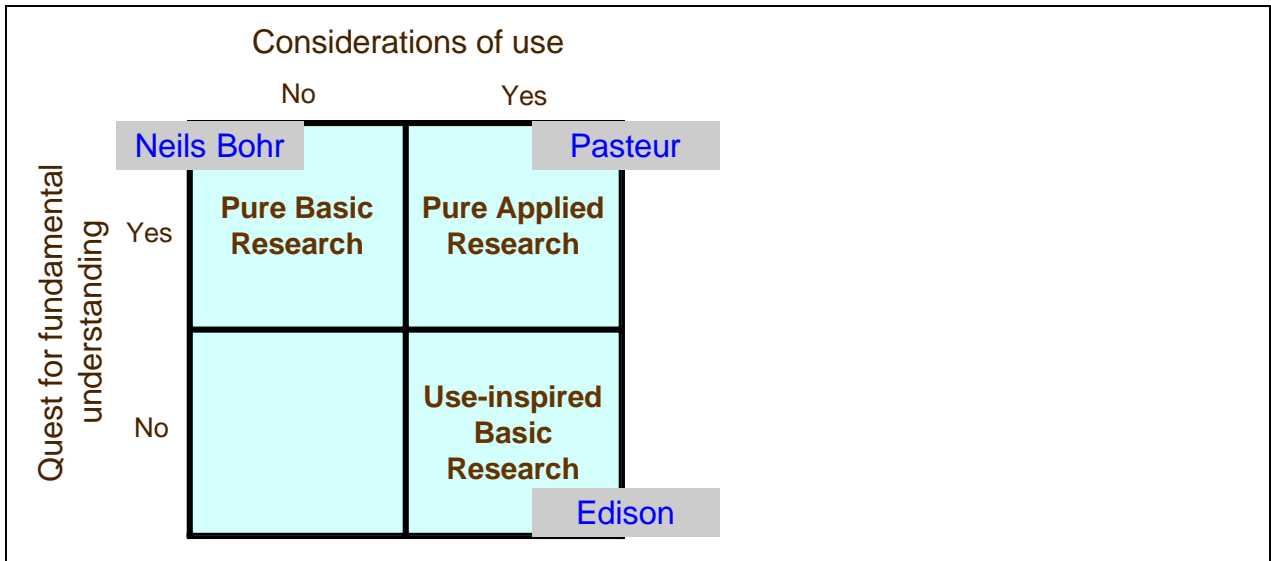 Considerations of use
No Yes
Neils Bohr Pasteur
Quest for fundamental
understanding
Yes
Pure Basic
Research
Pure Applied
Research
No
Use-inspired
Basic
Research
Edison